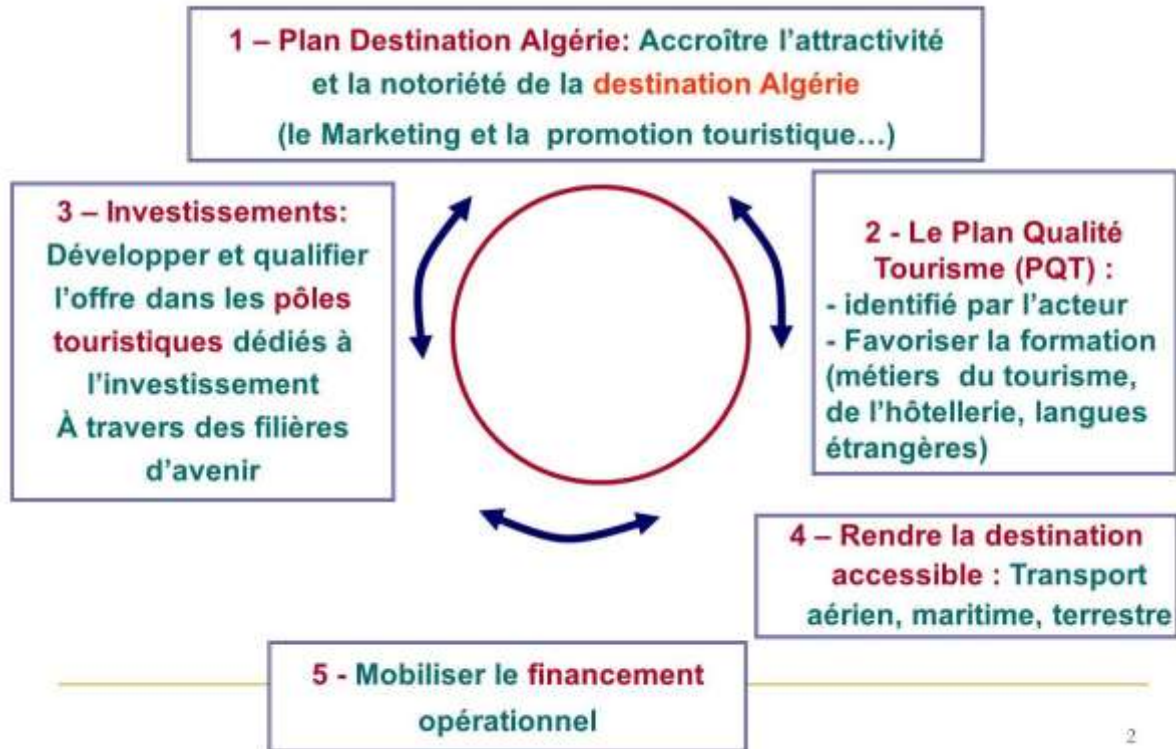 1 – Plan Destination Algérie: Accroître l'attractivité
et la notoriété de la destination Algérie
(le Marketing et la promotion touristique…)
2 - Le Plan Qualité
Tourisme (PQT) :
- identifié par l'acteur
- Favoriser la formation
(métiers du tourisme,
de l'hôtellerie, langues
étrangères)
3 – Investissements:
Développer et qualifier
l'offre dans les pôles
touristiques dédiés à
l'investissement
À travers des filières
d'avenir
4 – Rendre la destination
accessible : Transport
aérien, maritime, terrestre
5 - Mobiliser le financement
opérationnel
2